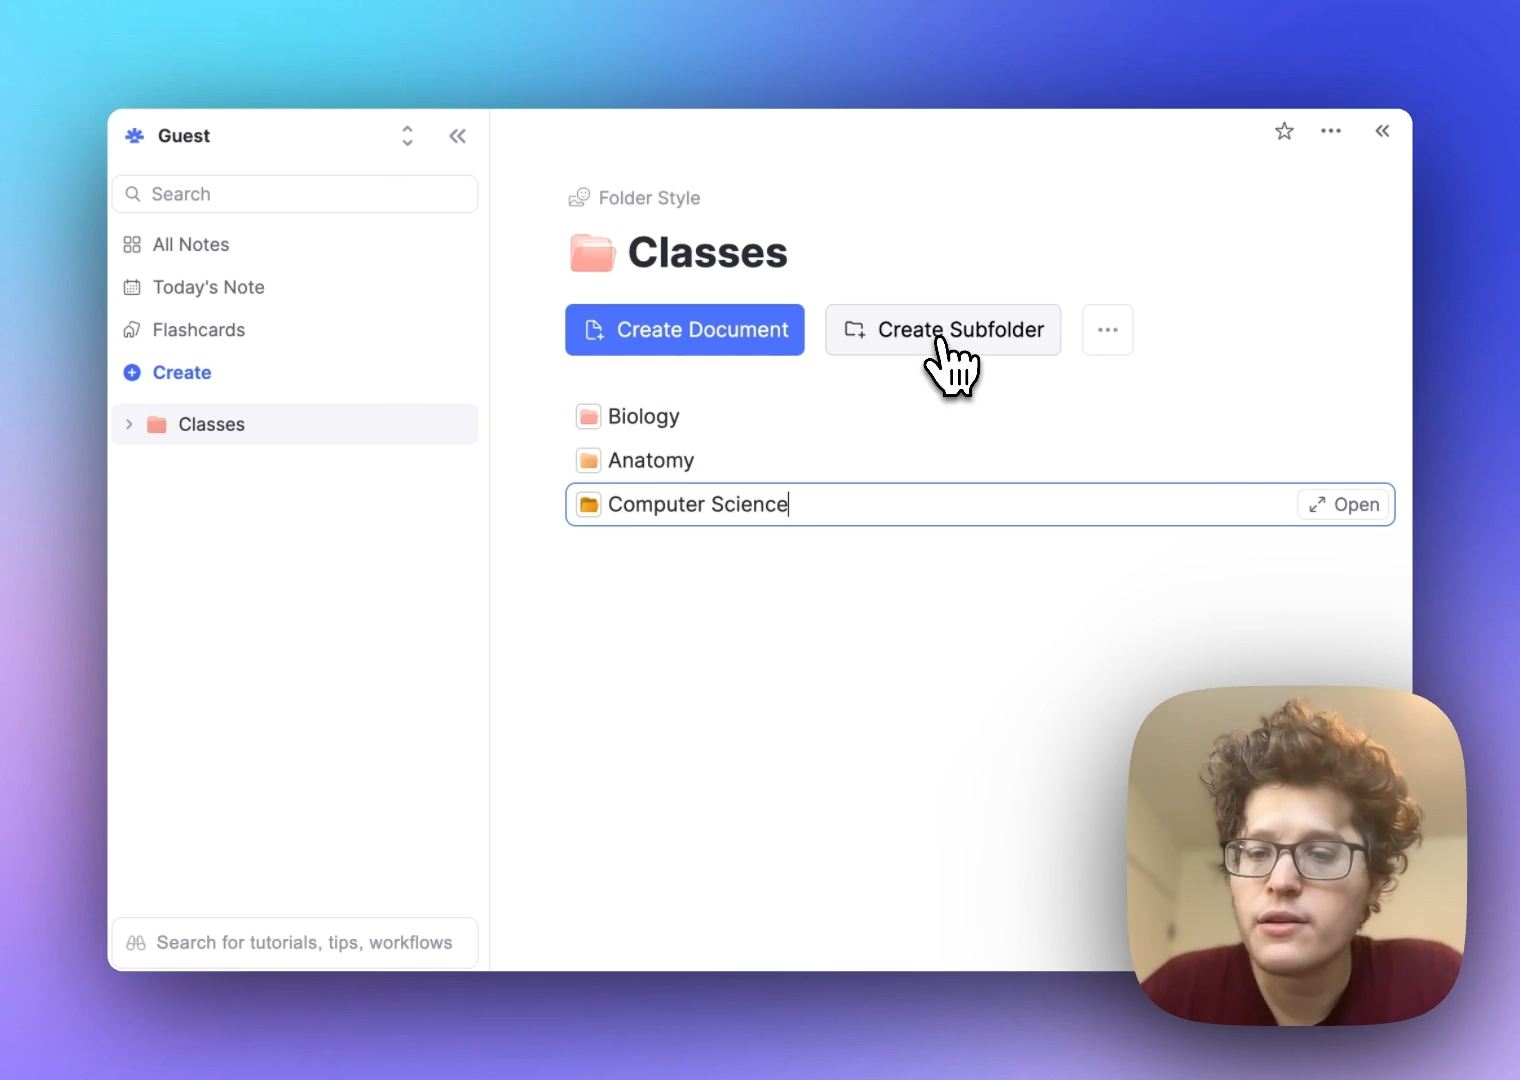 Guest
Search
All Notes
Today's Note
Flashcards
Create
Classes
Search for tutorials, tips, workflows
Folder Style
Classes
Create Document
Create Subfolder
Biology
Anatomy
Computer Science
Open